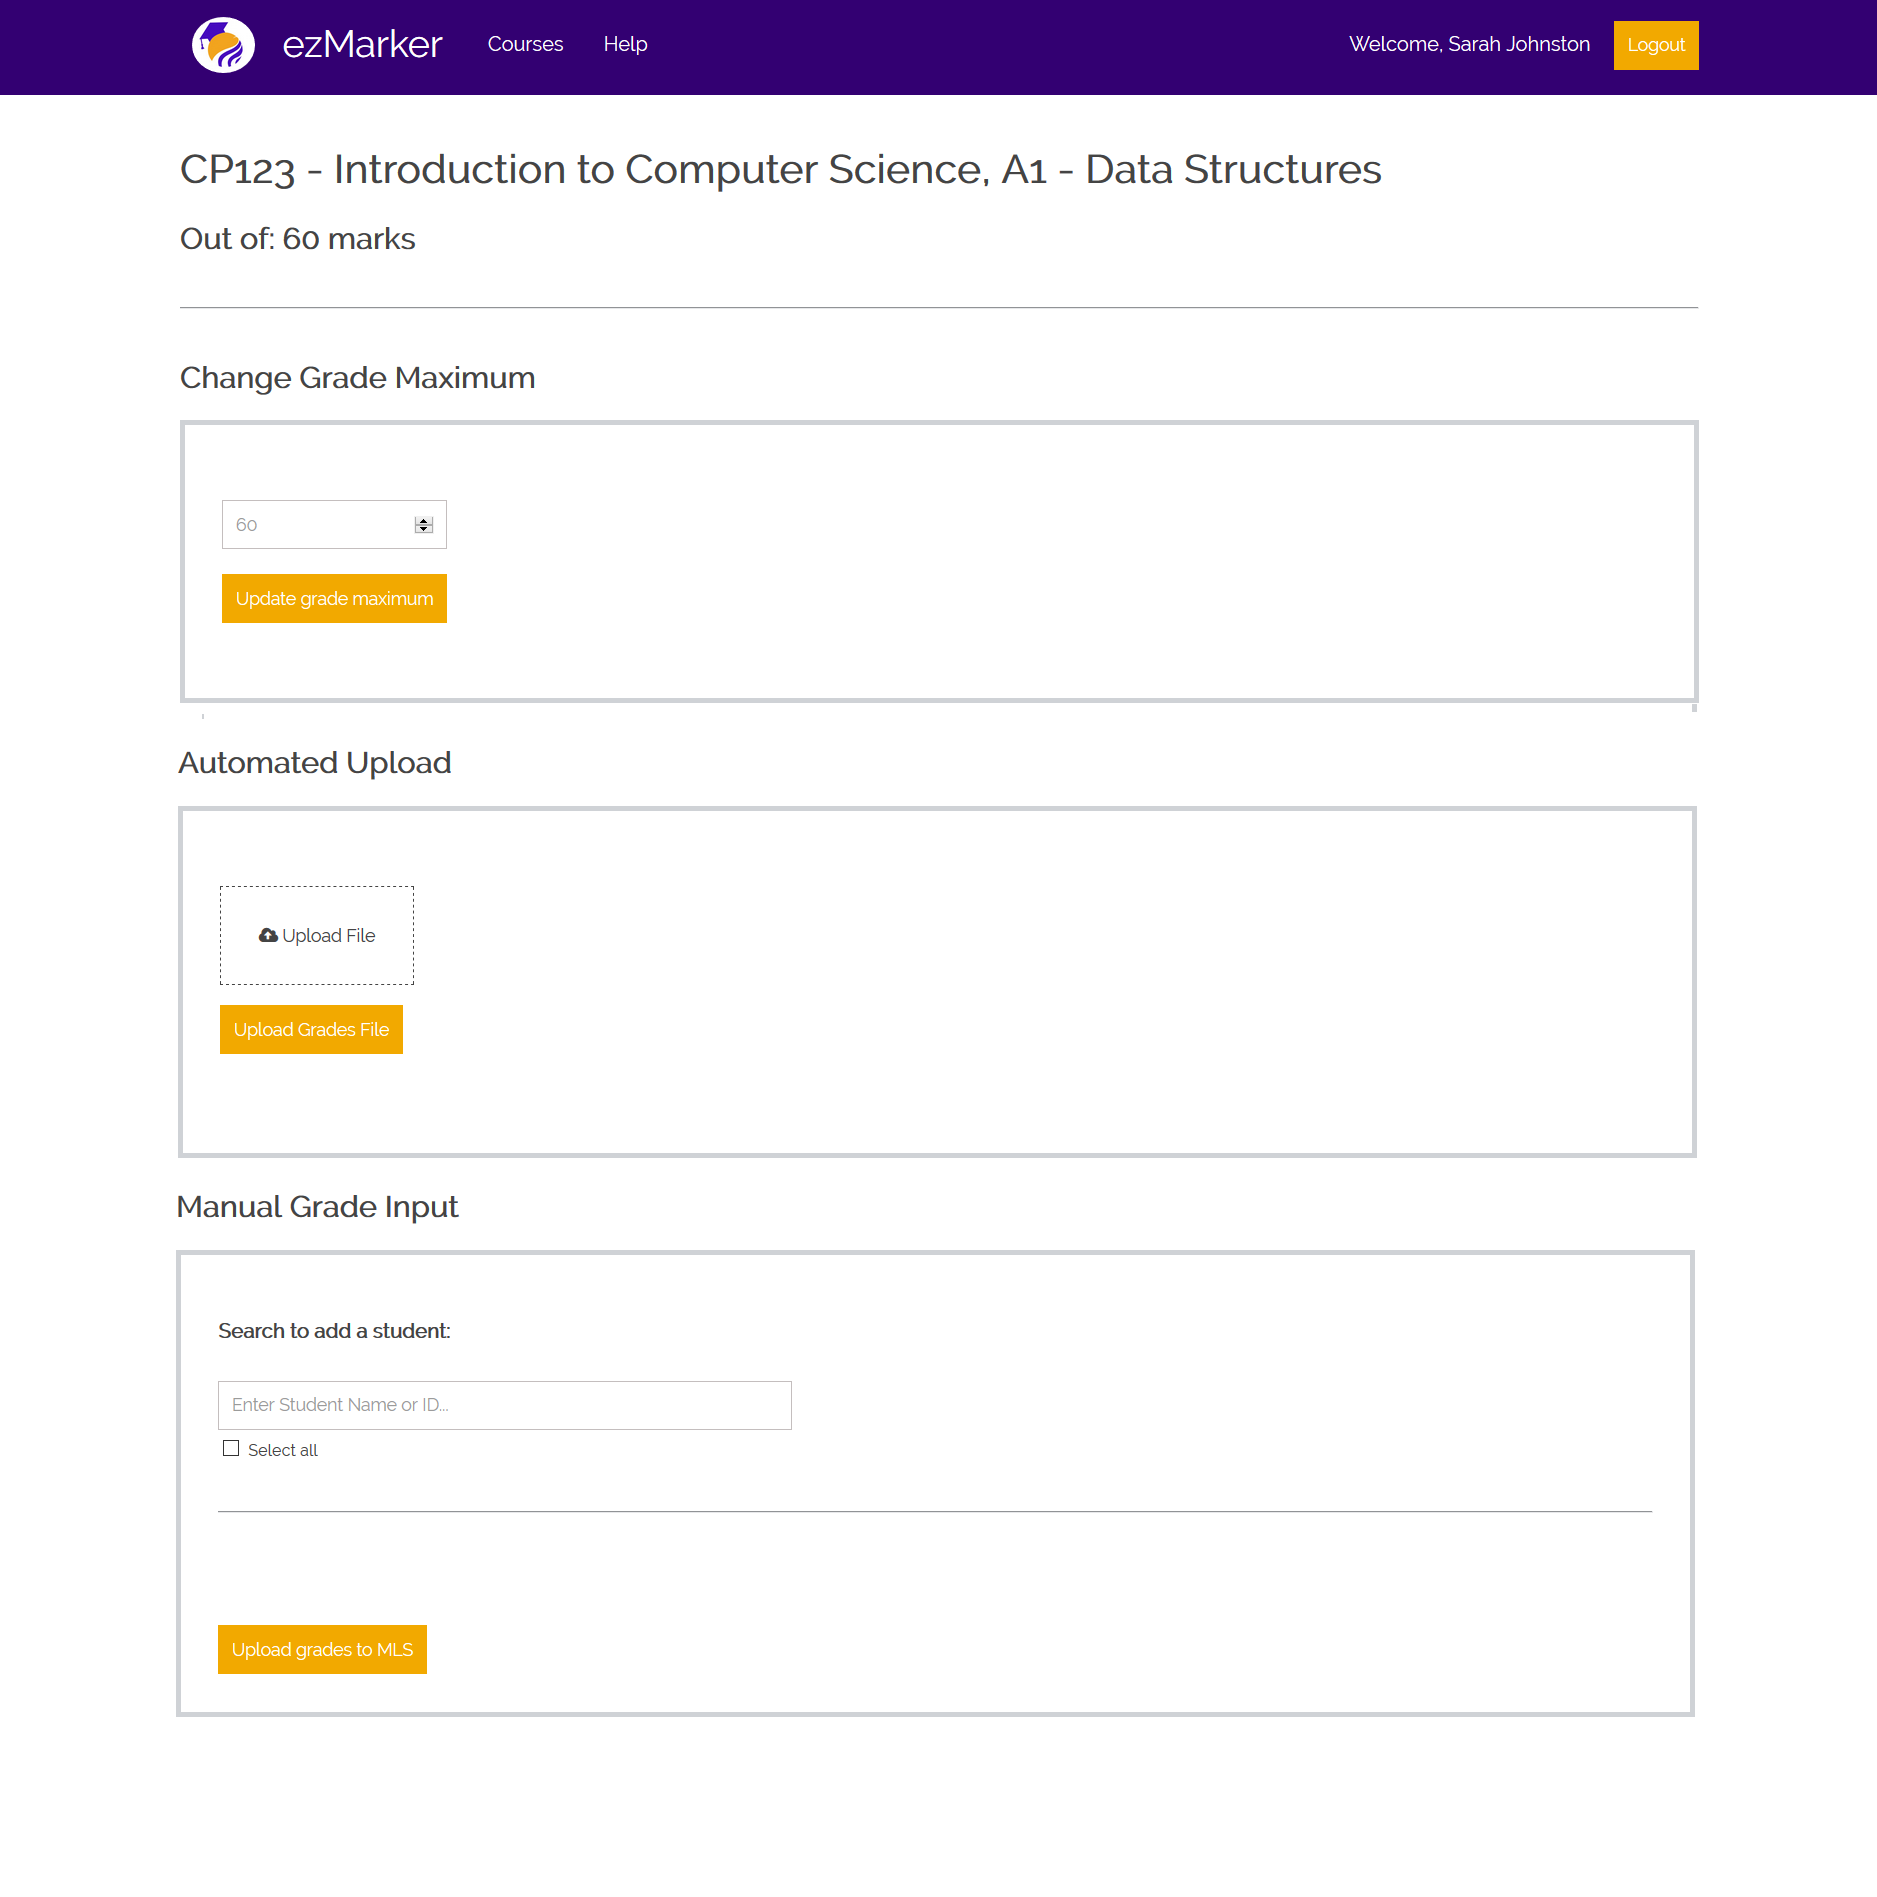 ezMarker Courses Help Welcome, Sarah Johnston Logout
CP123 - Introduction to Computer Science, A1 - Data Structures
Out of: 60 marks
Change Grade Maximum
60
Update grade maximum
Automated Upload
Upload File
Upload Grades File
Manual Grade Input
Search to add a student:
Enter Student Name or ID...
Select all
Upload grades to MLS